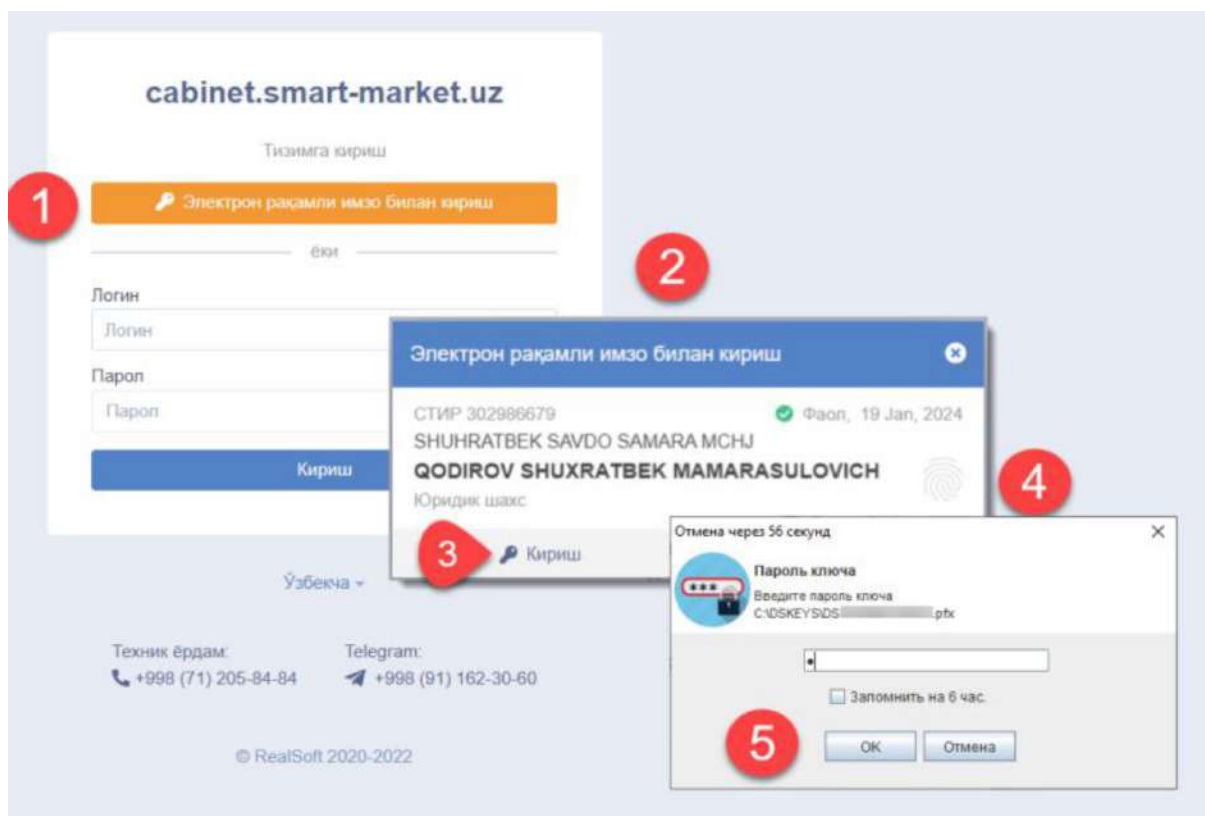 cabinet.smart-market.uz
Тизимга кириш
1
Электрон рақамли имзо билан кириш
ёки
2
Логин
Логин
Парол
Парол
Кириш
Электрон рақамли имзо билан кириш
СТИР 302986679
Фаол, 19 Jan, 2024
SHUHRATBEK SAVDO SAMARA MCHJ
QODIROV SHUXRATBEK MAMARASULOVICH
Юридик шахс
3
Кириш
4
Отмена через 56 секунд
Пароль ключа
Введите пароль ключа
C:\DSKEYS\DS
.pfx
Запомнить на 6 час.
5
OK
Отмена
Ўзбекча
Техник ёрдам:
+998 (71) 205-84-84
Telegram:
+998 (91) 162-30-60
© RealSoft 2020-2022